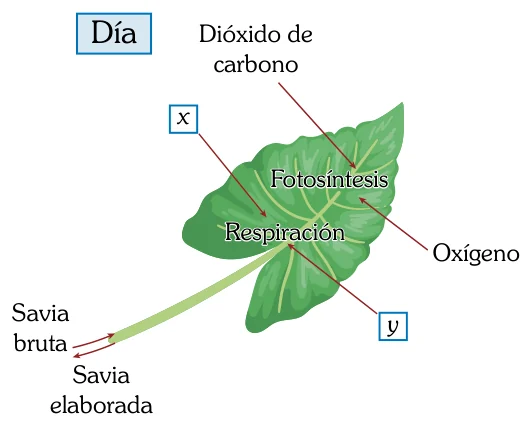 Día
Dióxido de
carbono
x
Fotosíntesis
Respiración
Oxígeno
y
Savia
bruta
Savia
elaborada